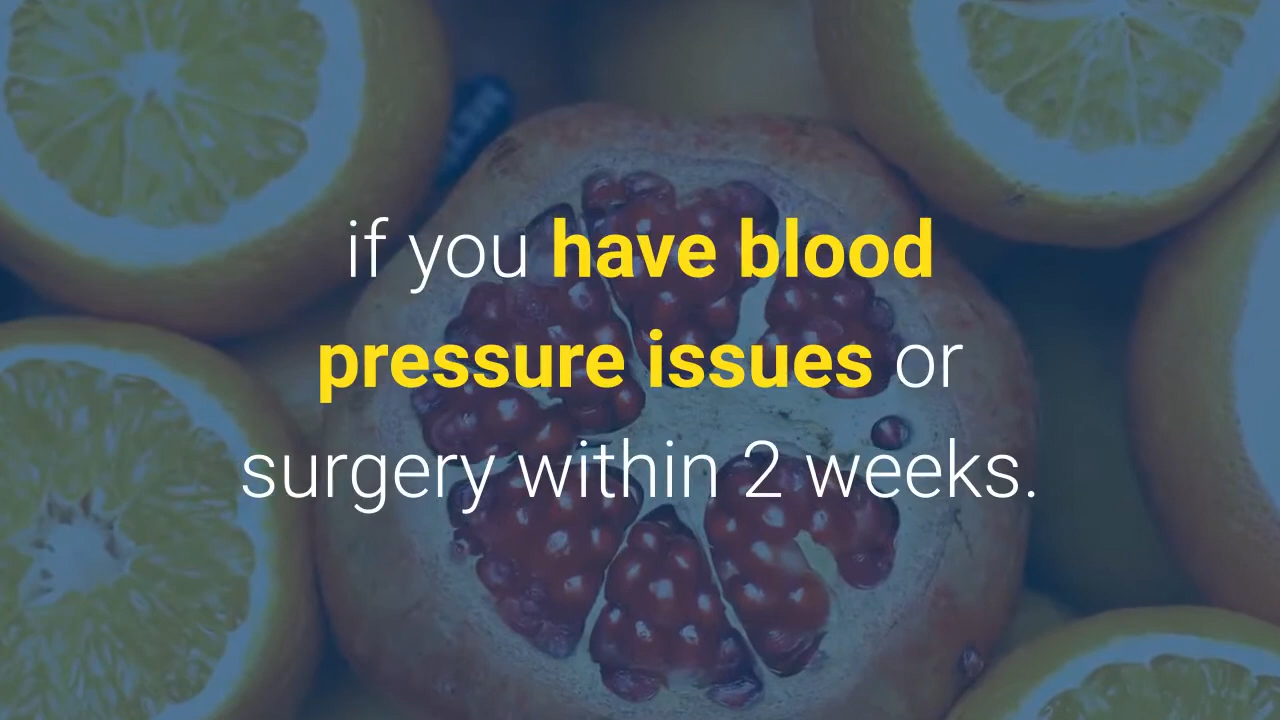 if you have blood
pressure issues or
surgery within 2 weeks.